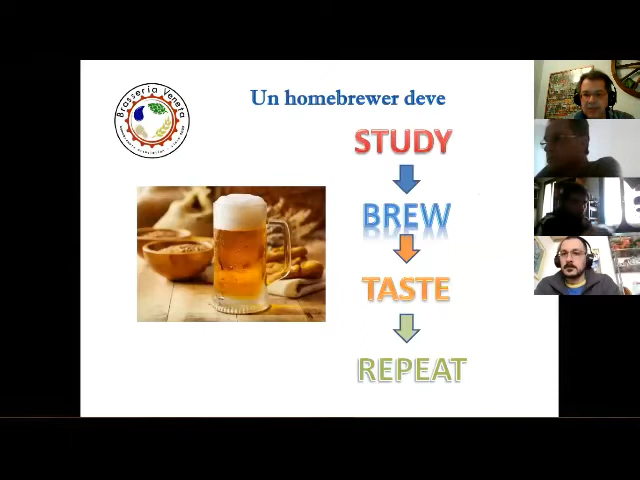 Brasseria Veneta
Un homebrewer deve
STUDY
BREW
TASTE
REPEAT